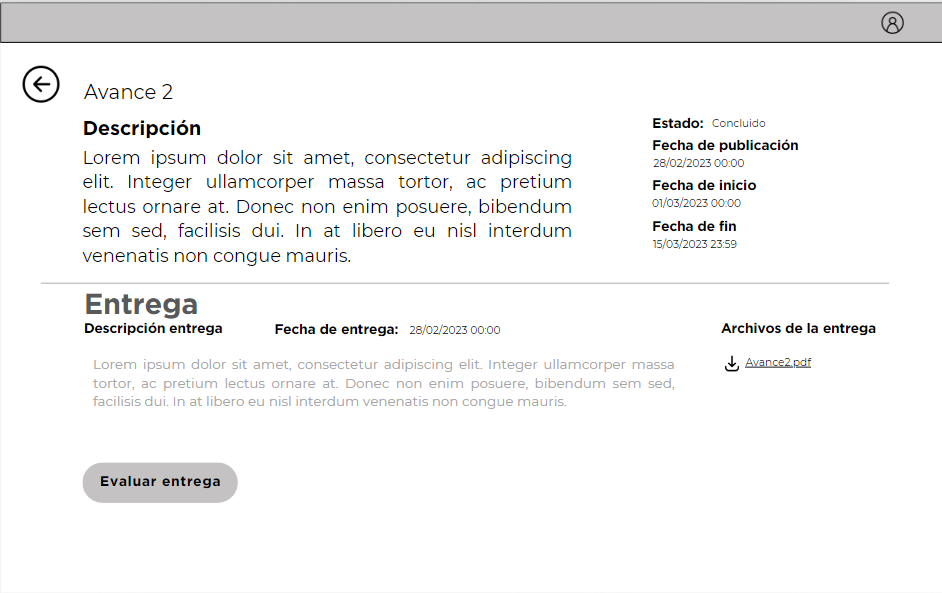 Avance 2
Descripción
Lorem ipsum dolor sit amet, consectetur adipiscing
elit. Integer ullamcorper massa tortor, ac pretium
lectus ornare at. Donec non enim posuere, bibendum
sem sed, facilisis dui. In at libero eu nisl interdum
venenatis non congue mauris.
Estado: Concluido
Fecha de publicación
28/02/2023 00:00
Fecha de inicio
01/03/2023 00:00
Fecha de fin
15/03/2023 23:59
Entrega
Descripción entrega
Fecha de entrega: 28/02/2023 00:00
Archivos de la entrega
Lorem ipsum dolor sit amet, consectetur adipiscing elit. Integer ullamcorper massa
tortor, ac pretium lectus ornare at. Donec non enim posuere, bibendum sem sed,
facilisis dui. In at libero eu nisl interdum venenatis non congue mauris.
Avance2.pdf
Evaluar entrega